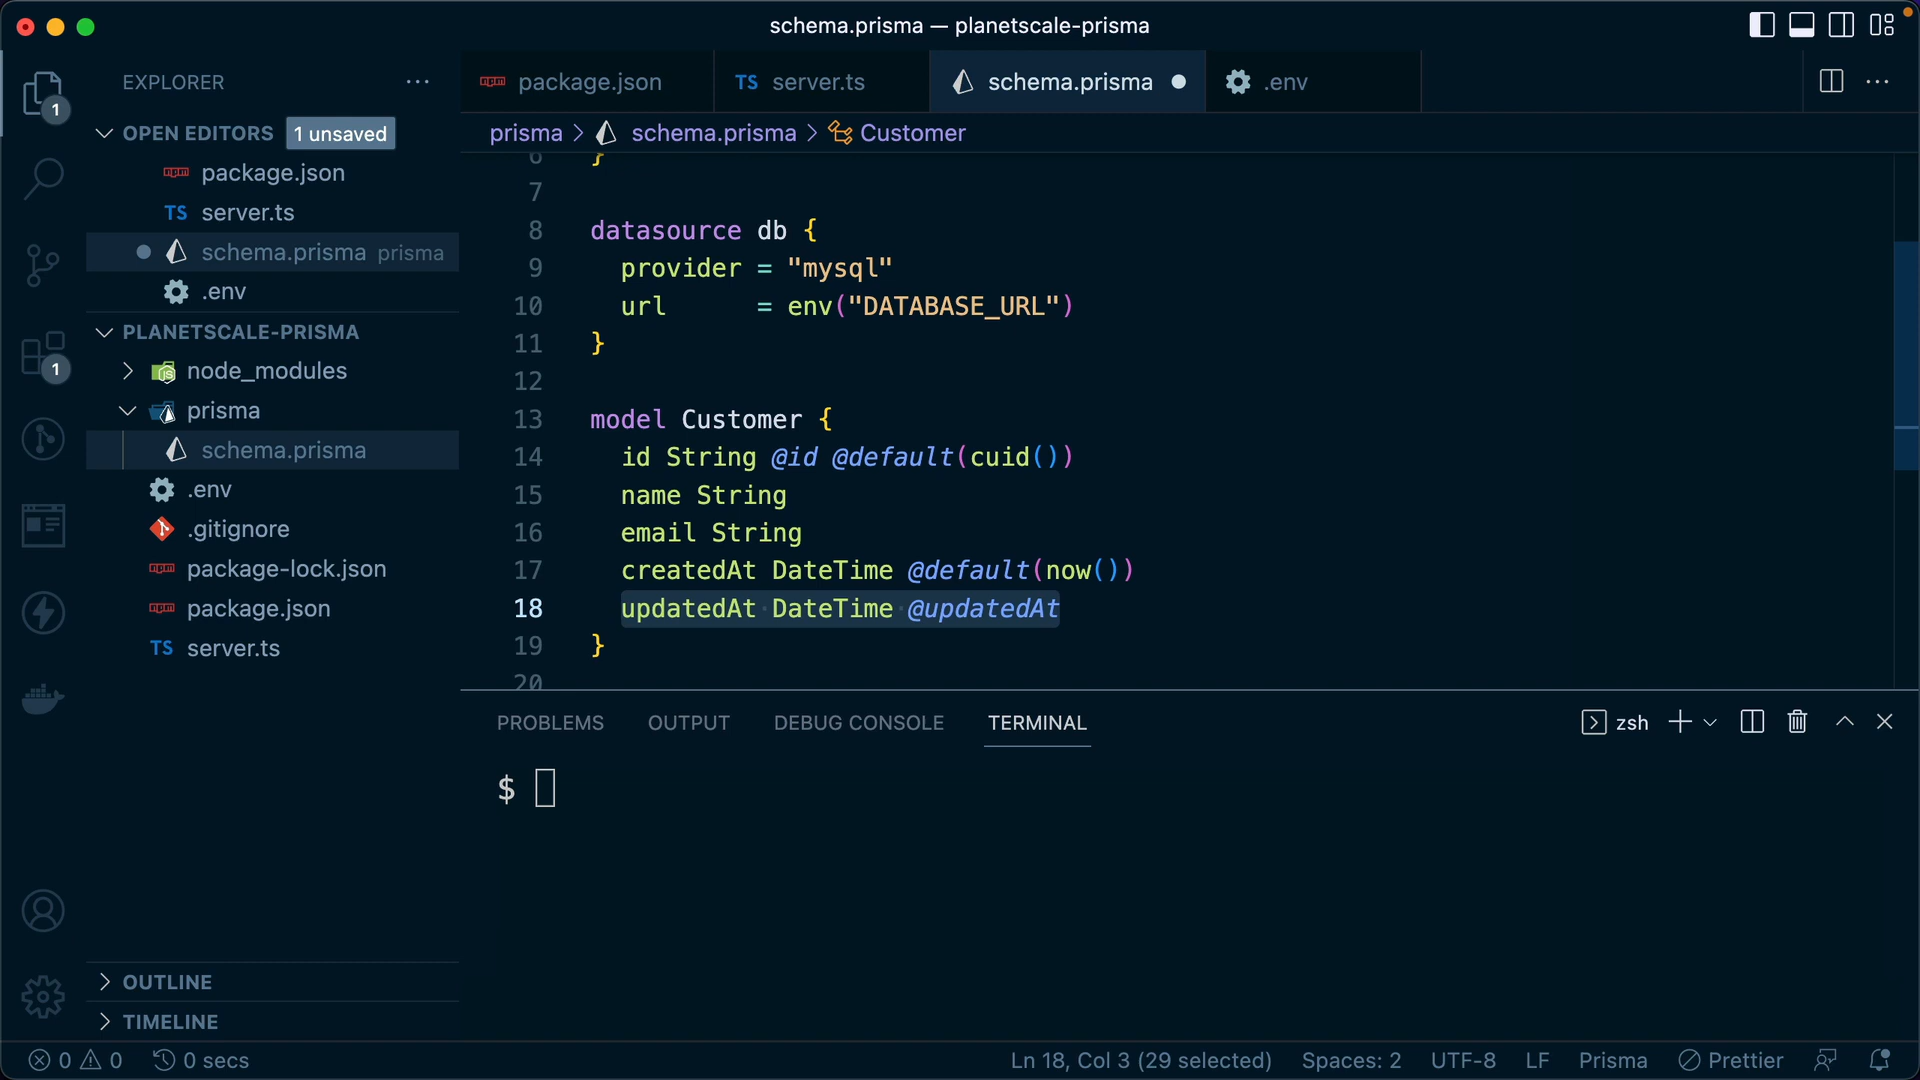 schema.prisma — planetscale-prisma
EXPLORER
1
OPEN EDITORS 1 unsaved
package.json
TS server.ts
schema.prisma prisma
.env
PLANETSCALE-PRISMA
1
node_modules
prisma
schema.prisma
.env
.gitignore
package-lock.json
package.json
TS server.ts
OUTLINE
TIMELINE
package.json
TS server.ts
schema.prisma
.env
prisma > schema.prisma > Customer
6 }
7
8 datasource db {
9 provider = "mysql"
10 url = env("DATABASE_URL")
11 }
12
13 model Customer {
14 id String @id @default(cuid())
15 name String
16 email String
17 createdAt DateTime @default(now())
18 updatedAt DateTime @updatedAt
19 }
20
PROBLEMS OUTPUT DEBUG CONSOLE TERMINAL zsh
$
0 0 0 secs Ln 18, Col 3 (29 selected) Spaces: 2 UTF-8 LF Prisma Prettier